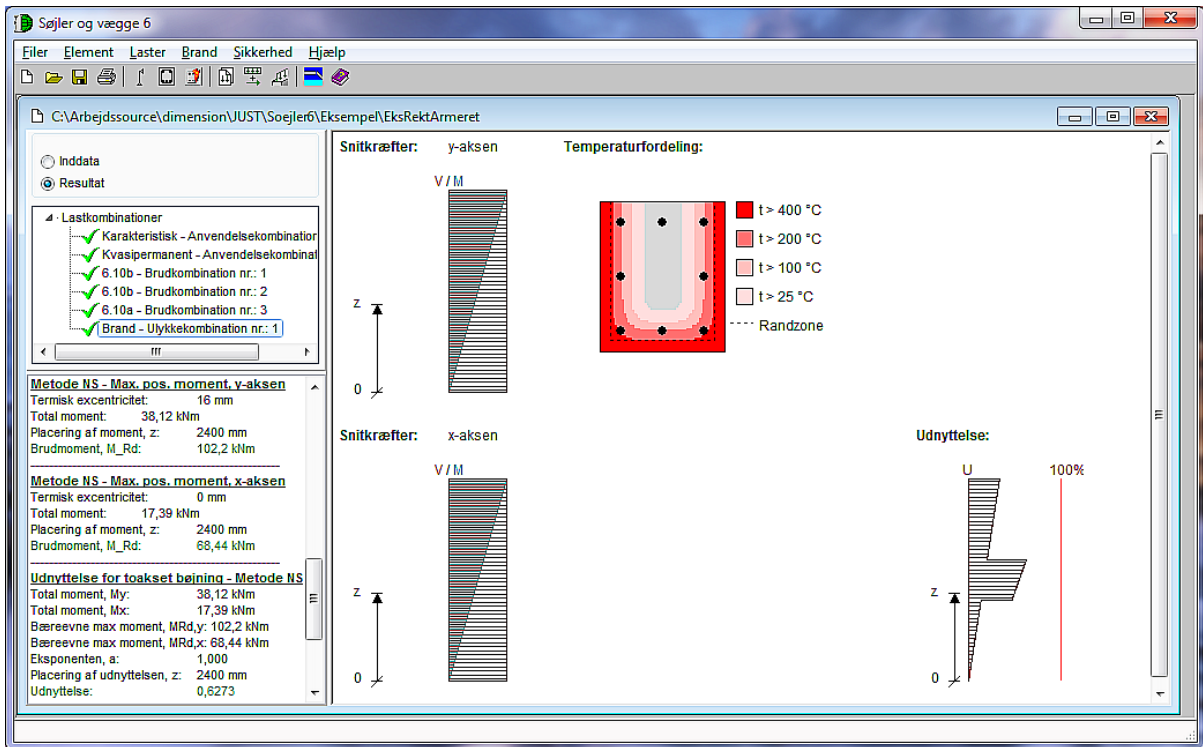 Søjler og vægge 6
Filer Element Laster Brand Sikkerhed Hjælp
C:\Arbejdssource\dimension\JUST\Soejler6\Eksempel\EksRektArmeret
Inddata
Resultat
Lastkombinationer
Karakteristisk - Anvendelsekombination
Kvasipermanent - Anvendelsekombinat
6.10b - Brudkombination nr.: 1
6.10b - Brudkombination nr.: 2
6.10a - Brudkombination nr.: 3
Brand - Ulykkekombination nr.: 1
Metode NS - Max. pos. moment, y-aksen
Termisk excentricitet: 16 mm
Total moment: 38,12 kNm
Placering af moment, z: 2400 mm
Brudmoment, M_Rd: 102,2 kNm
Metode NS - Max. pos. moment, x-aksen
Termisk excentricitet: 0 mm
Total moment: 17,39 kNm
Placering af moment, z: 2400 mm
Brudmoment, M_Rd: 68,44 kNm
Udnyttelse for toakset bøjning - Metode NS
Total moment, My: 38,12 kNm
Total moment, Mx: 17,39 kNm
Bæreevne max moment, MRd,y: 102,2 kNm
Bæreevne max moment, MRd,x: 68,44 kNm
Eksponenten, a: 1,000
Placering af udnyttelsen, z: 2400 mm
Udnyttelse: 0,6273
Snitkræfter: y-aksen
V / M
z
0
Temperaturfordeling:
t > 400 °C
t > 200 °C
t > 100 °C
t > 25 °C
Randzone
Snitkræfter: x-aksen
V / M
z
0
Udnyttelse:
U 100%
z
0